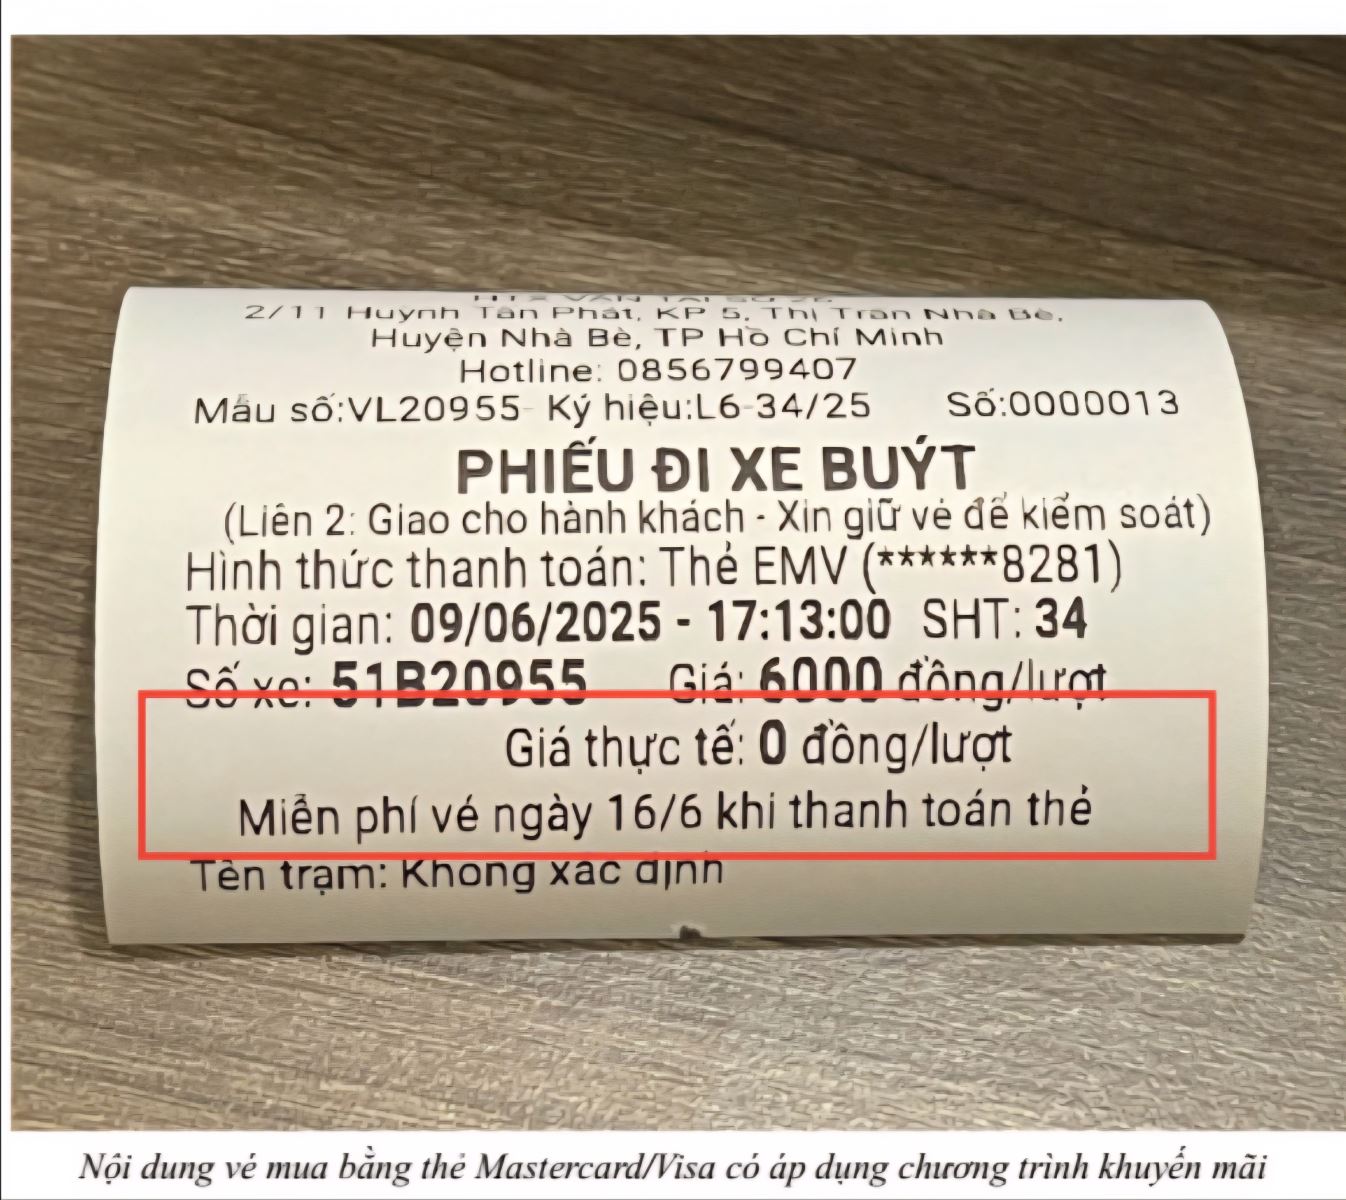 HTX VẬN TẢI SỐ 26
2/11 Huỳnh Tấn Phát, KP 5, Thị Trấn Nhà Bè,
Huyện Nhà Bè, TP Hồ Chí Minh
Hotline: 0856799407
Mẫu số:VL20955 Ký hiệu:L6-34/25 Số:0000013
PHIẾU ĐI XE BUÝT
(Liên 2: Giao cho hành khách - Xin giữ vé để kiểm soát)
Hình thức thanh toán: Thẻ EMV (******8281)
Thời gian: 09/06/2025 - 17:13:00 SHT: 34
Số xe: 51B20955 Giá: 6000 đồng/lượt
Giá thực tế: 0 đồng/lượt
Miễn phí vé ngày 16/6 khi thanh toán thẻ
Tên trạm: Không xác định
Nội dung vé mua bằng thẻ Mastercard/Visa có áp dụng chương trình khuyến mãi